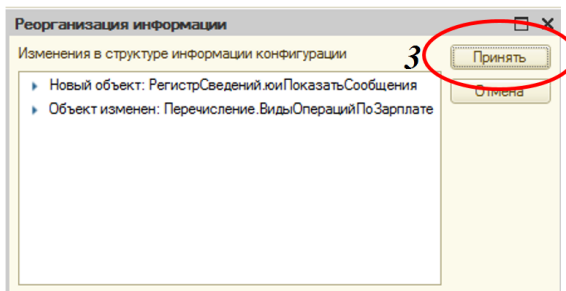 Реорганизация информации
Изменения в структуре информации конфигурации
3
Принять
Новый объект: РегистрСведений.юиПоказатьСообщения
Отмена
Объект изменен: Перечисление.ВидыОперацийПоЗарплате